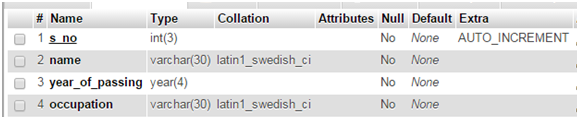 # Name Type Collation Attributes Null Default Extra
1 s_no int(3) No None AUTO_INCREMENT
2 name varchar(30) latin1_swedish_ci No None
3 year_of_passing year(4) No None
4 occupation varchar(30) latin1_swedish_ci No None